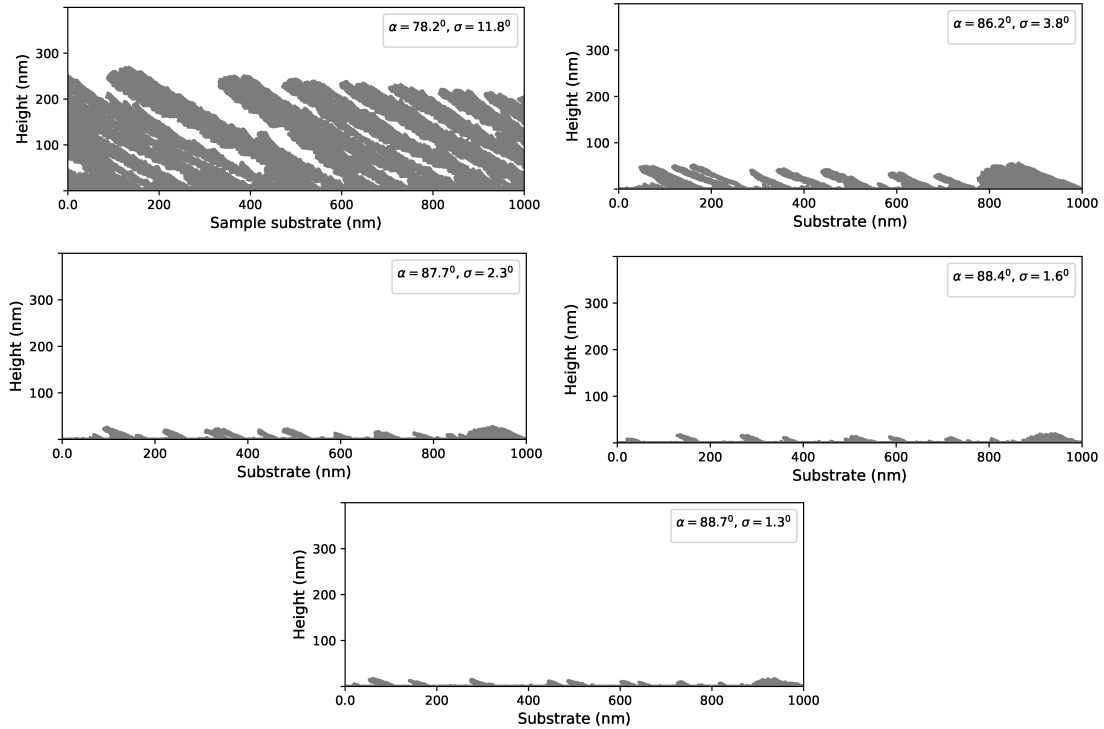 α = 78.2⁰, σ = 11.8⁰
Height (nm)
300
200
100
0.0 200 400 600 800 1000
Sample substrate (nm)
α = 86.2⁰, σ = 3.8⁰
Height (nm)
300
200
100
0.0 200 400 600 800 1000
Substrate (nm)
α = 87.7⁰, σ = 2.3⁰
Height (nm)
300
200
100
0.0 200 400 600 800 1000
Substrate (nm)
α = 88.4⁰, σ = 1.6⁰
Height (nm)
300
200
100
0.0 200 400 600 800 1000
Substrate (nm)
α = 88.7⁰, σ = 1.3⁰
Height (nm)
300
200
100
0.0 200 400 600 800 1000
Substrate (nm)